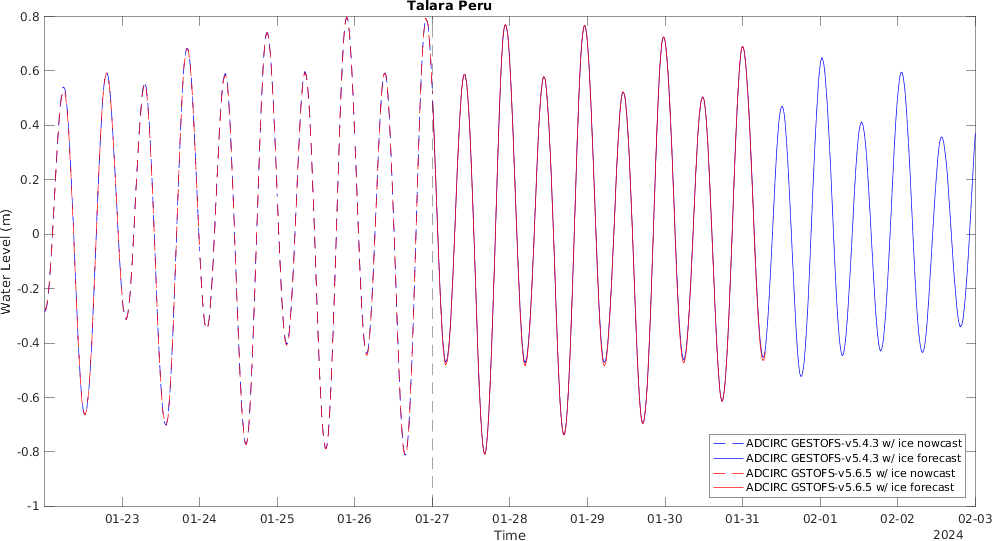 Talara Peru
0.8
0.6
0.4
0.2
0
-0.2
-0.4
-0.6
-0.8
-1
Water Level (m)
ADCIRC GESTOFS-v5.4.3 w/ ice nowcast
ADCIRC GESTOFS-v5.4.3 w/ ice forecast
ADCIRC GSTOFS-v5.6.5 w/ ice nowcast
ADCIRC GSTOFS-v5.6.5 w/ ice forecast
01-23 01-24 01-25 01-26 01-27 01-28 01-29 01-30 01-31 02-01 02-02 02-03
Time
2024